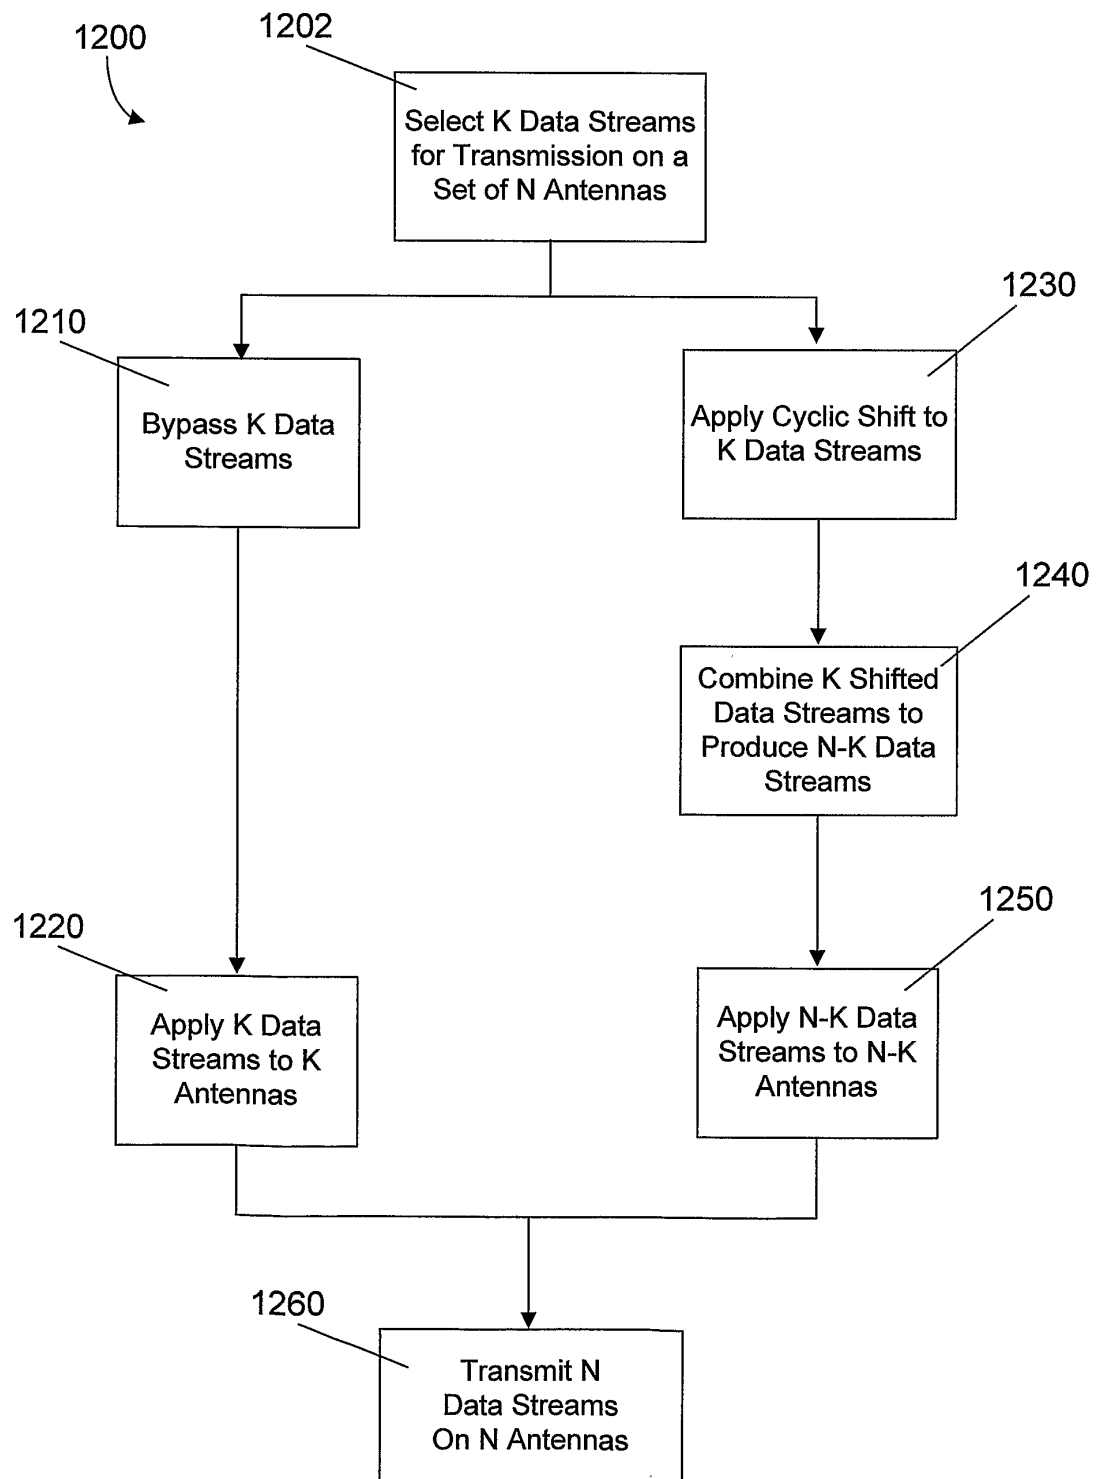 1200
1202
Select K Data Streams
for Transmission on a
Set of N Antennas
1210
Bypass K Data
Streams
1230
Apply Cyclic Shift to
K Data Streams
1240
Combine K Shifted
Data Streams to
Produce N-K Data
Streams
1220
Apply K Data
Streams to K
Antennas
1250
Apply N-K Data
Streams to N-K
Antennas
1260
Transmit N
Data Streams
On N Antennas